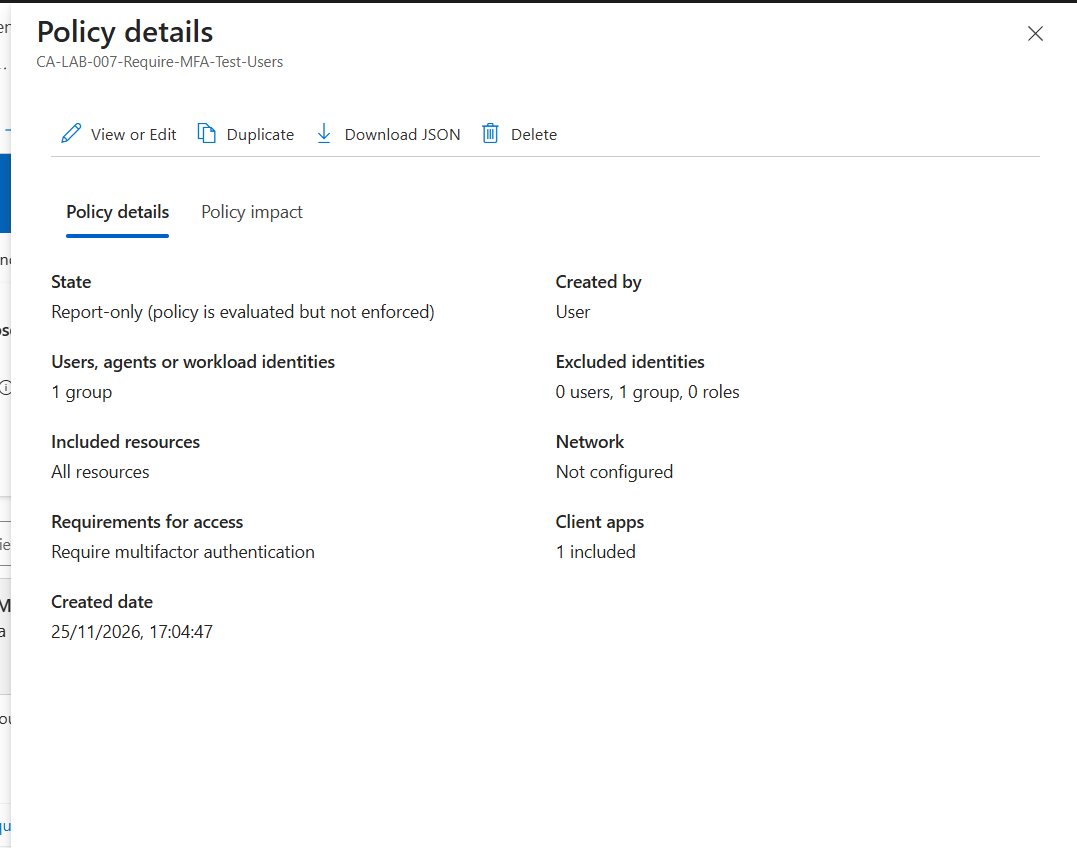 Policy details
CA-LAB-007-Require-MFA-Test-Users
View or Edit
Duplicate
Download JSON
Delete
Policy details
Policy impact
State
Report-only (policy is evaluated but not enforced)
Created by
User
Users, agents or workload identities
1 group
Excluded identities
0 users, 1 group, 0 roles
Included resources
All resources
Network
Not configured
Requirements for access
Require multifactor authentication
Client apps
1 included
Created date
25/11/2026, 17:04:47